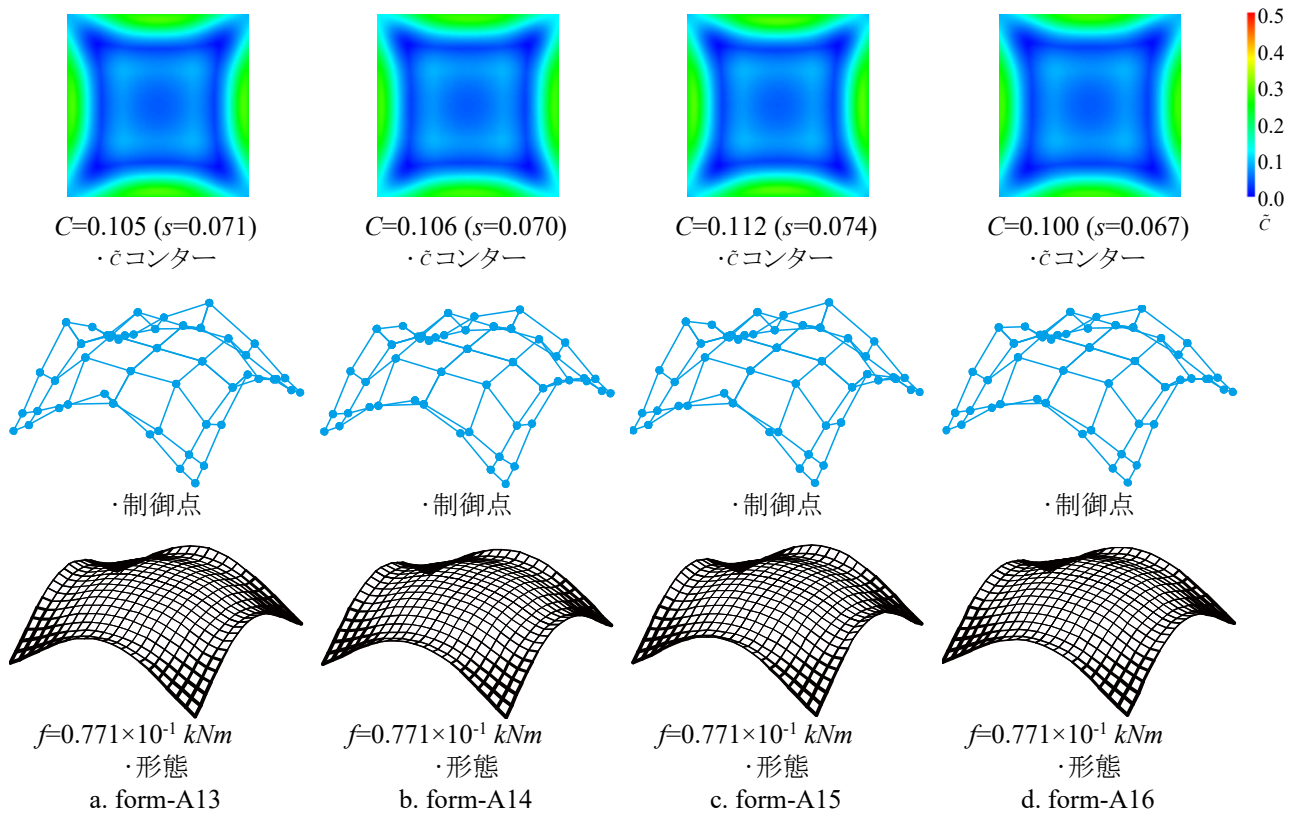 0.5
0.4
0.3
0.2
0.1
0.0
c̃
C=0.105 (s=0.071)
・c̃コンター
C=0.106 (s=0.070)
・c̃コンター
C=0.112 (s=0.074)
・c̃コンター
C=0.100 (s=0.067)
・c̃コンター
・制御点
・制御点
・制御点
・制御点
f=0.771×10⁻¹ kNm
・形態
a. form-A13
f=0.771×10⁻¹ kNm
・形態
b. form-A14
f=0.771×10⁻¹ kNm
・形態
c. form-A15
f=0.771×10⁻¹ kNm
・形態
d. form-A16